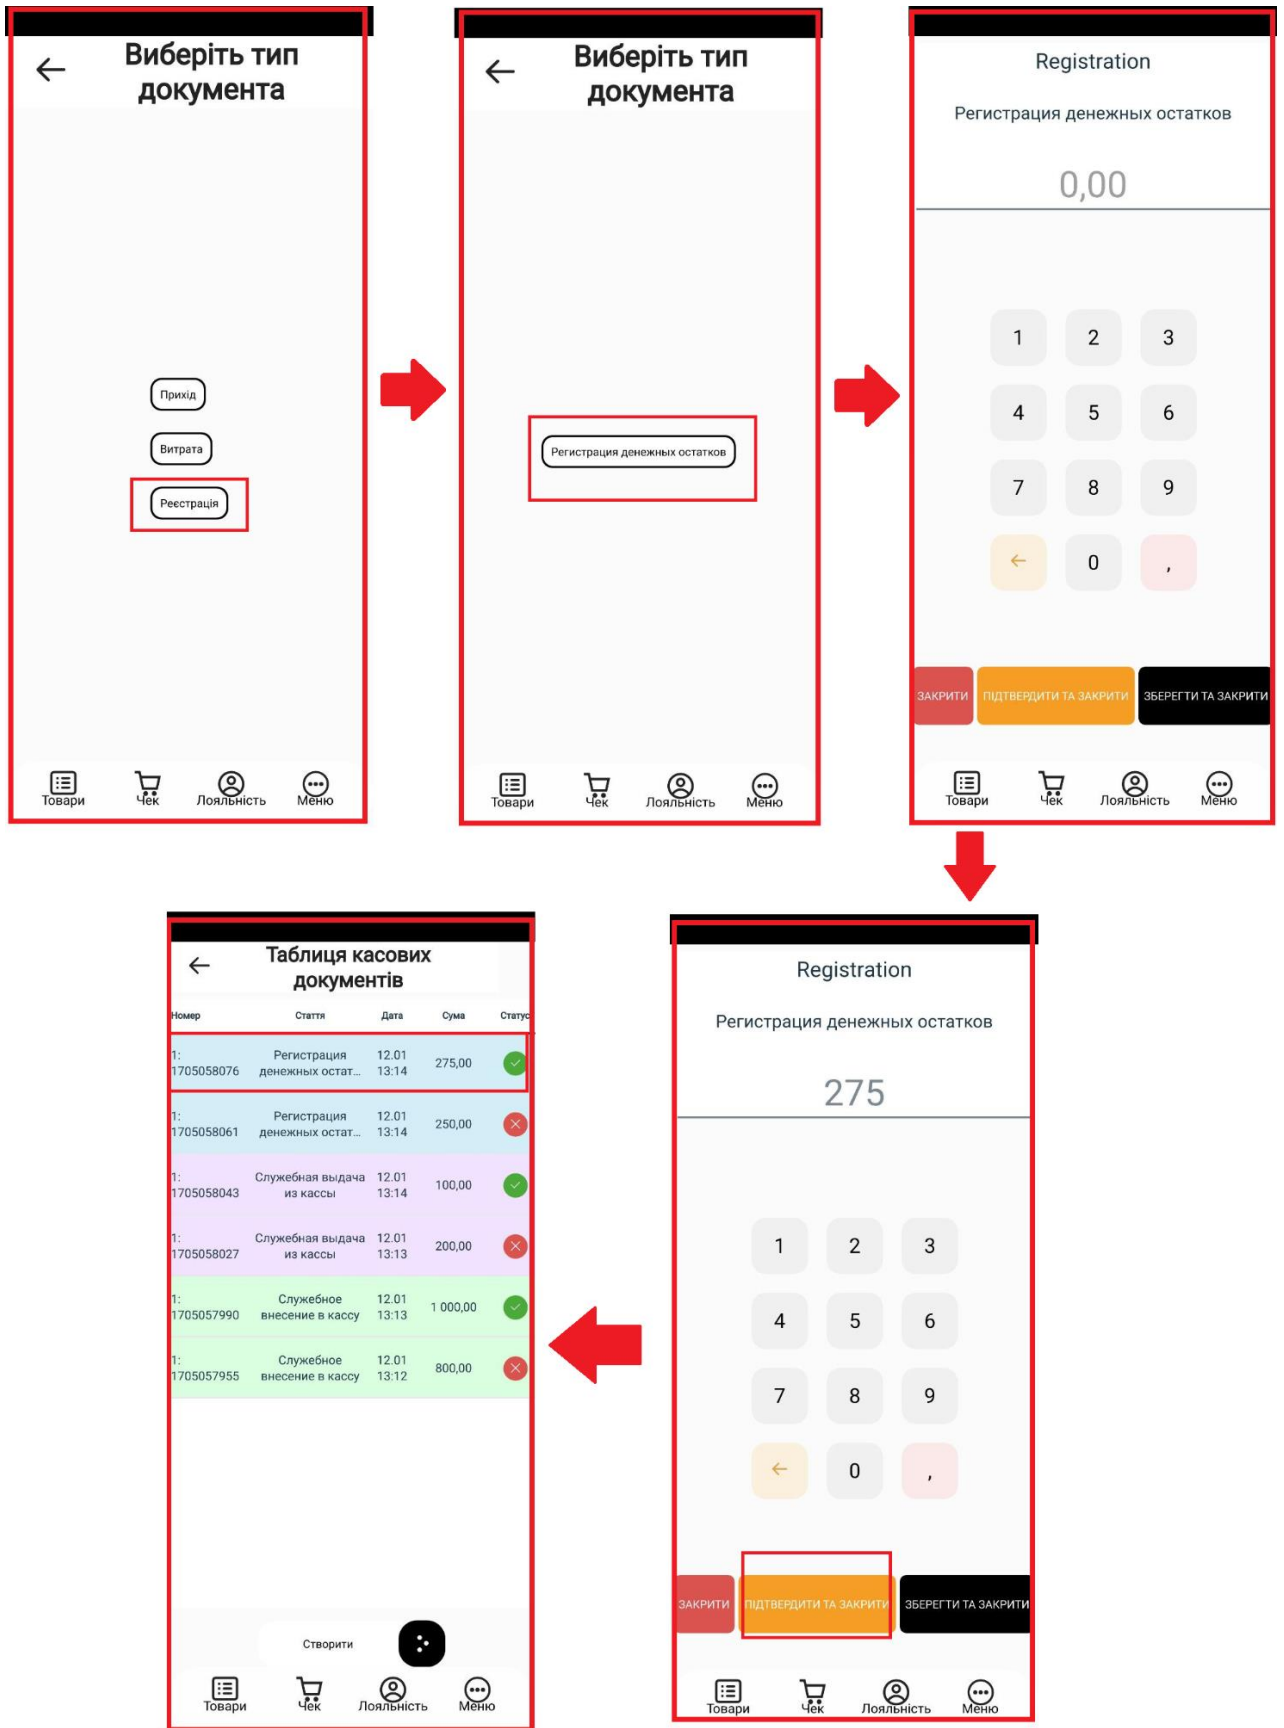 Виберіть тип
документа
Прихід
Витрата
Реєстрація
Товари
Чек
Лояльність
Меню
Виберіть тип
документа
Регистрация денежных остатков
Товари
Чек
Лояльність
Меню
Registration
Регистрация денежных остатков
0,00
1 2 3
4 5 6
7 8 9
0 ,
ЗАКРИТИ
ПІДТВЕРДИТИ ТА ЗАКРИТИ
ЗБЕРЕГТИ ТА ЗАКРИТИ
Товари
Чек
Лояльність
Меню
Registration
Регистрация денежных остатков
275
1 2 3
4 5 6
7 8 9
0 ,
ЗАКРИТИ
ПІДТВЕРДИТИ ТА ЗАКРИТИ
ЗБЕРЕГТИ ТА ЗАКРИТИ
Товари
Чек
Лояльність
Меню
Таблиця касових
документів
Номер Стаття Дата Сума Статус
1: Регистрация 12.01
1705058076 денежных остат... 13:14 275,00
1: Регистрация 12.01
1705058061 денежных остат... 13:14 250,00
1: Служебная выдача 12.01
1705058043 из кассы 13:14 100,00
1: Служебная выдача 12.01
1705058027 из кассы 13:13 200,00
1: Служебное 12.01
1705057990 внесение в кассу 13:13 1 000,00
1: Служебное 12.01
1705057955 внесение в кассу 13:12 800,00
Створити
Товари
Чек
Лояльність
Меню